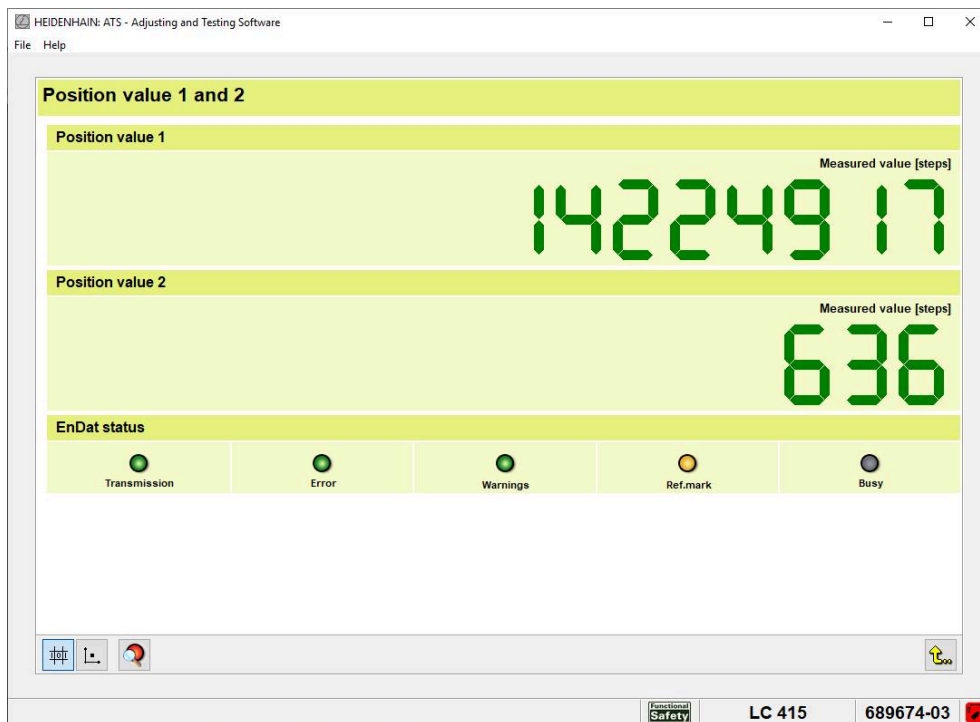 HEIDENHAIN: ATS - Adjusting and Testing Software
File Help
Position value 1 and 2
Position value 1
Measured value [steps]
14224917
Position value 2
Measured value [steps]
636
EnDat status
Transmission Error Warnings Ref.mark Busy
Functional Safety LC 415 689674-03